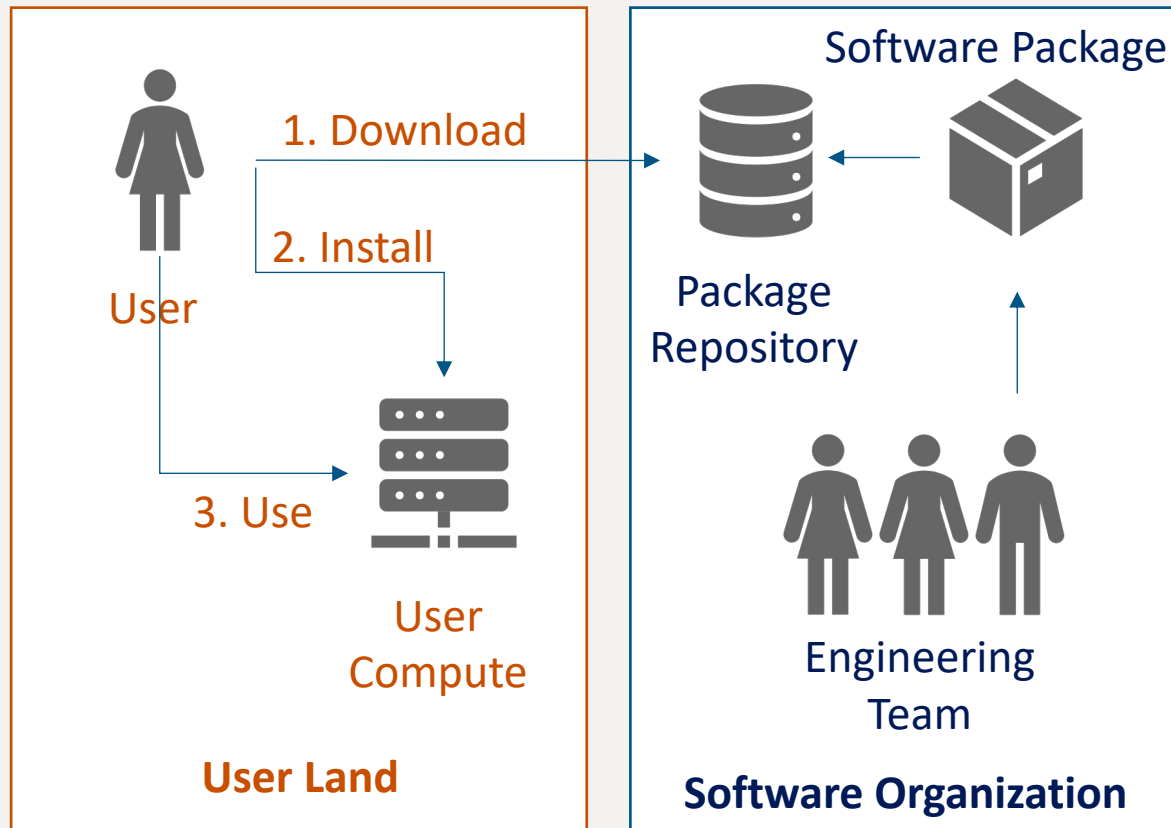 1. Download
2. Install
User
3. Use
User
Compute
User Land
Software Package
Package
Repository
Engineering
Team
Software Organization